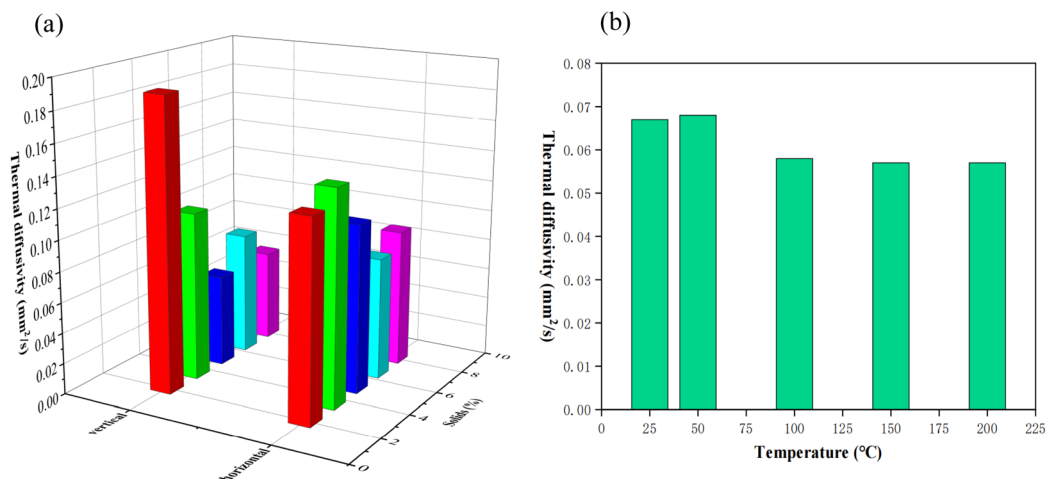 (a)
Thermal diffusivity (mm²/s)
0.20
0.18
0.16
0.14
0.12
0.10
0.08
0.06
0.04
0.02
0.00
vertical
horizontal
0
2
4
6
8
10
Solids (%)
(b)
Thermal diffusivity (mm²/s)
0.08
0.07
0.06
0.05
0.04
0.03
0.02
0.01
0.00
0 25 50 75 100 125 150 175 200 225
Temperature (℃)